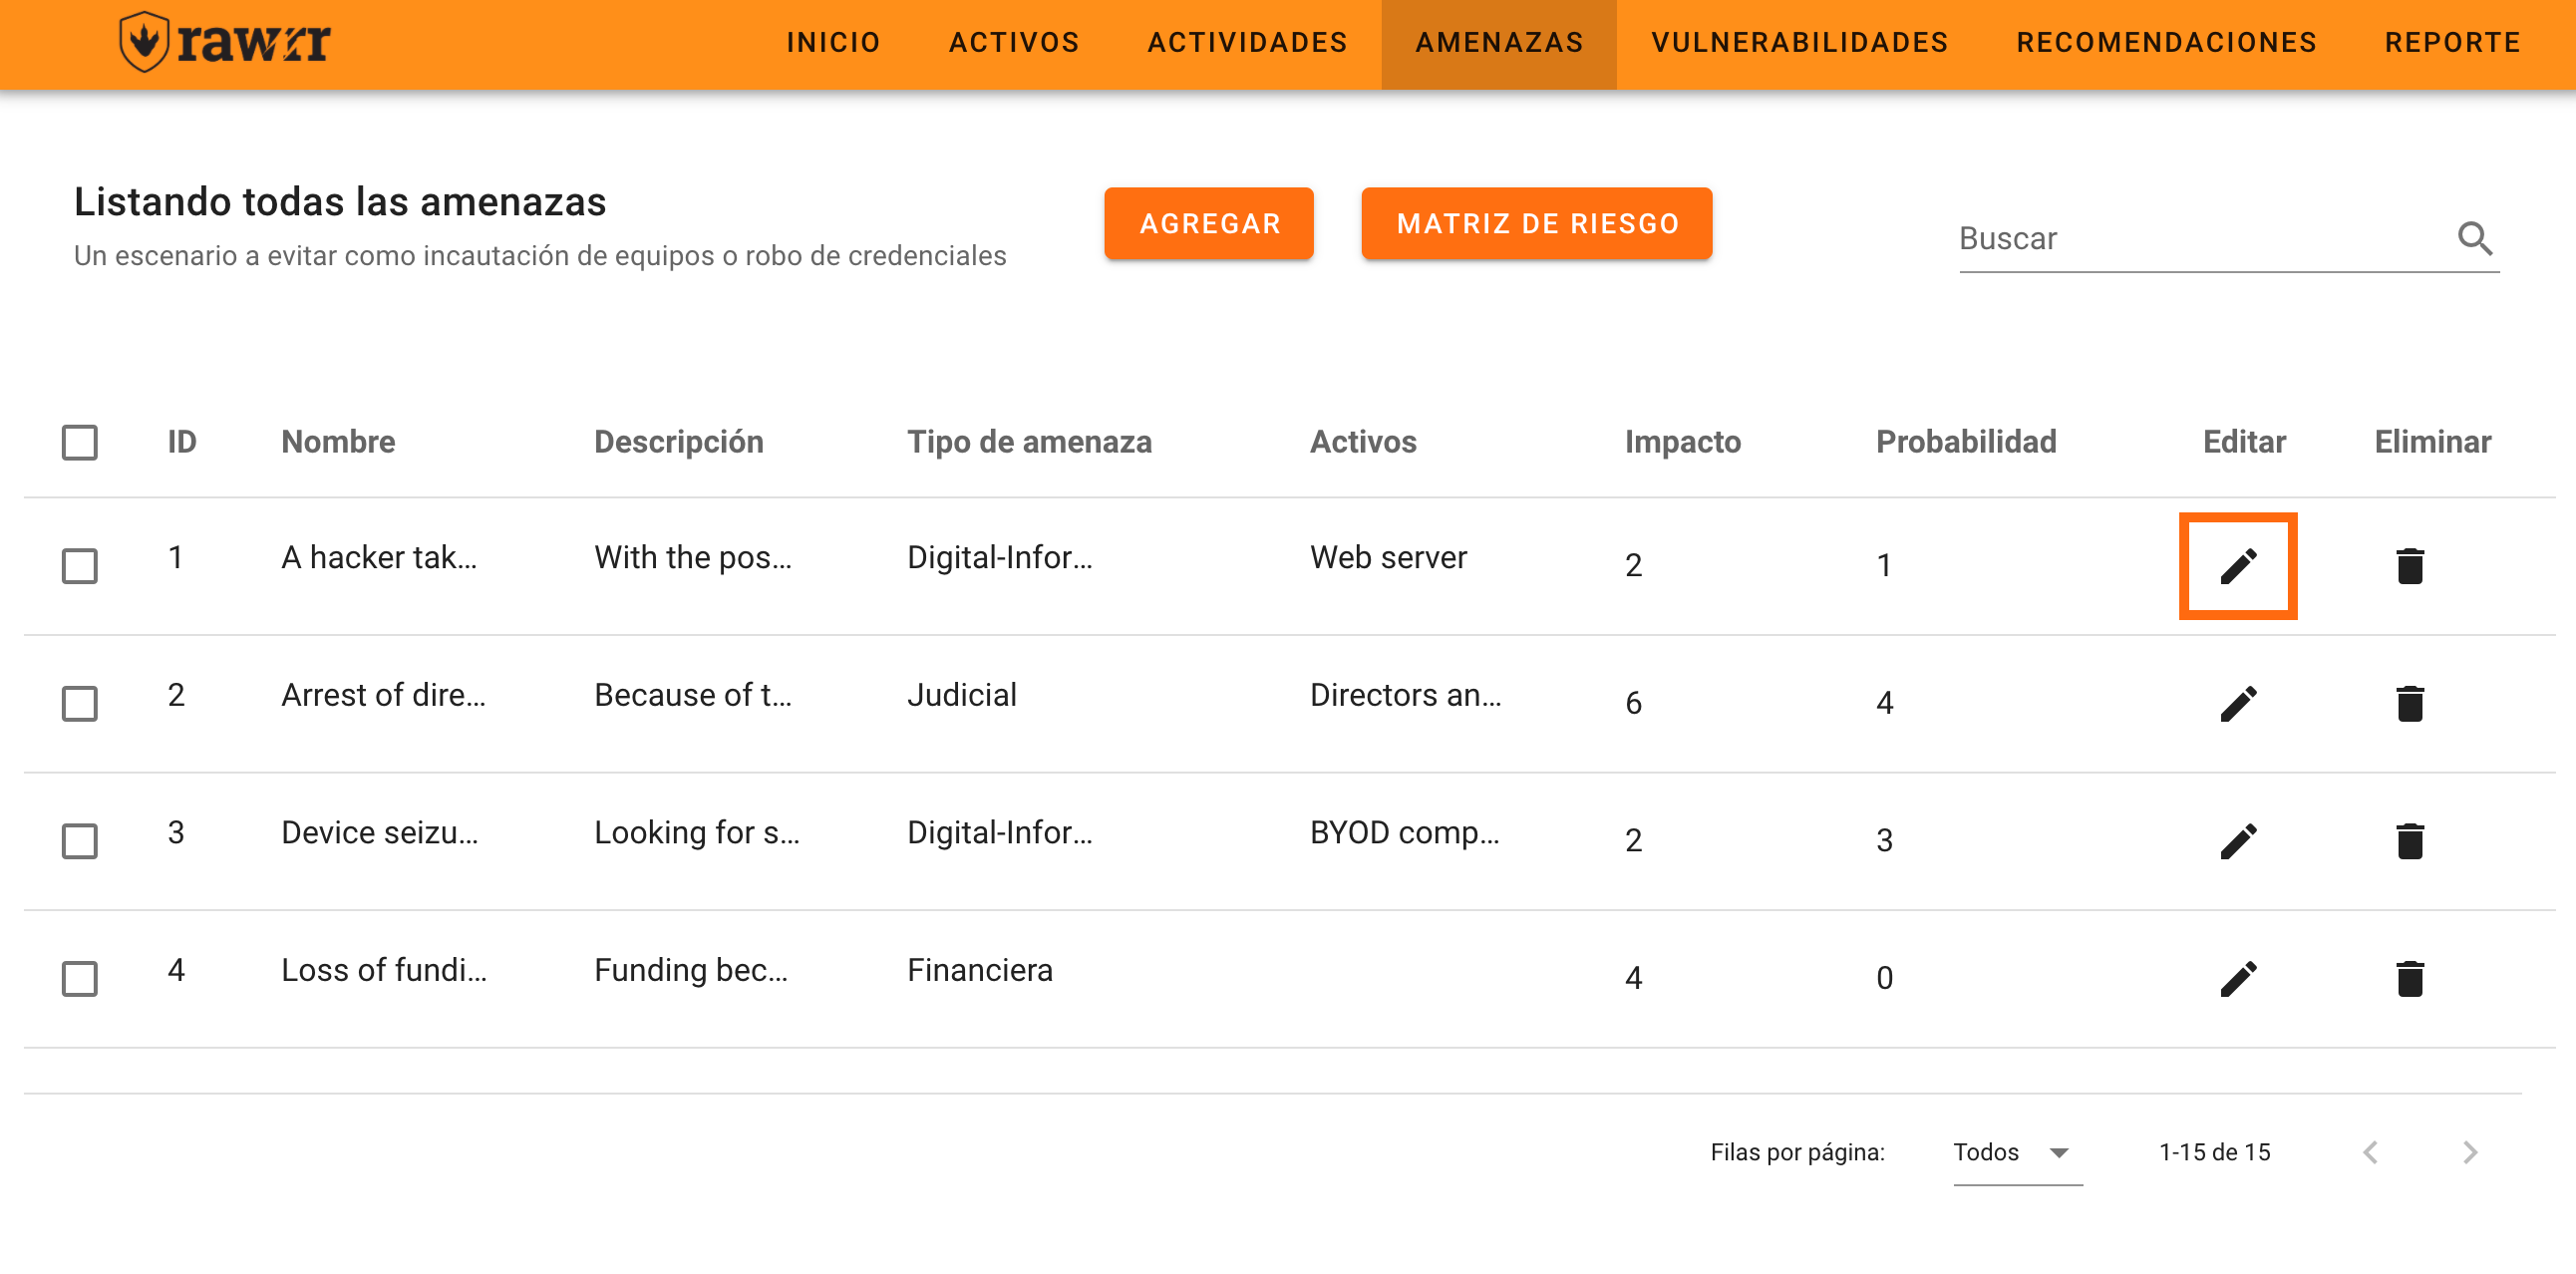 rawrr
INICIO ACTIVOS ACTIVIDADES AMENAZAS VULNERABILIDADES RECOMENDACIONES REPORTE
Listando todas las amenazas
Un escenario a evitar como incautación de equipos o robo de credenciales
AGREGAR MATRIZ DE RIESGO
Buscar
ID Nombre Descripción Tipo de amenaza Activos Impacto Probabilidad Editar Eliminar
1 A hacker tak... With the pos... Digital-Infor... Web server 2 1
2 Arrest of dire... Because of t... Judicial Directors an... 6 4
3 Device seizu... Looking for s... Digital-Infor... BYOD comp... 2 3
4 Loss of fundi... Funding bec... Financiera 4 0
Filas por página: Todos 1-15 de 15